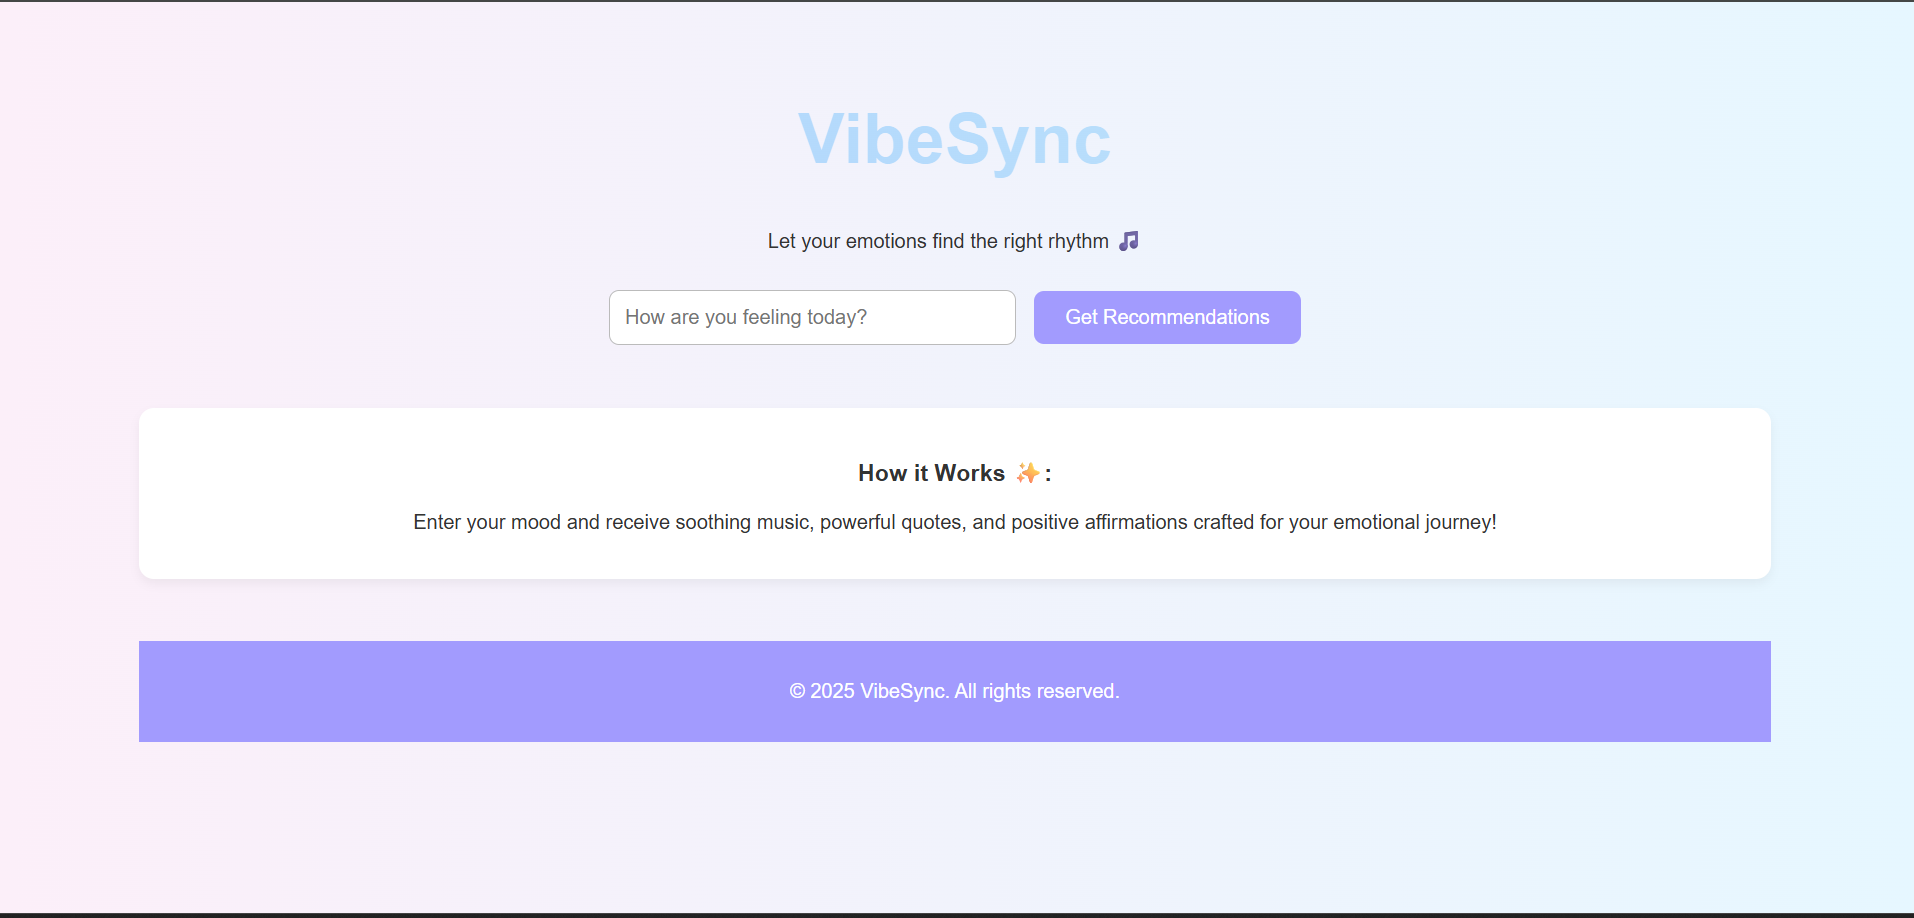 VibeSync
Let your emotions find the right rhythm 🎵
How are you feeling today?
Get Recommendations
How it Works ✨:
Enter your mood and receive soothing music, powerful quotes, and positive affirmations crafted for your emotional journey!
© 2025 VibeSync. All rights reserved.